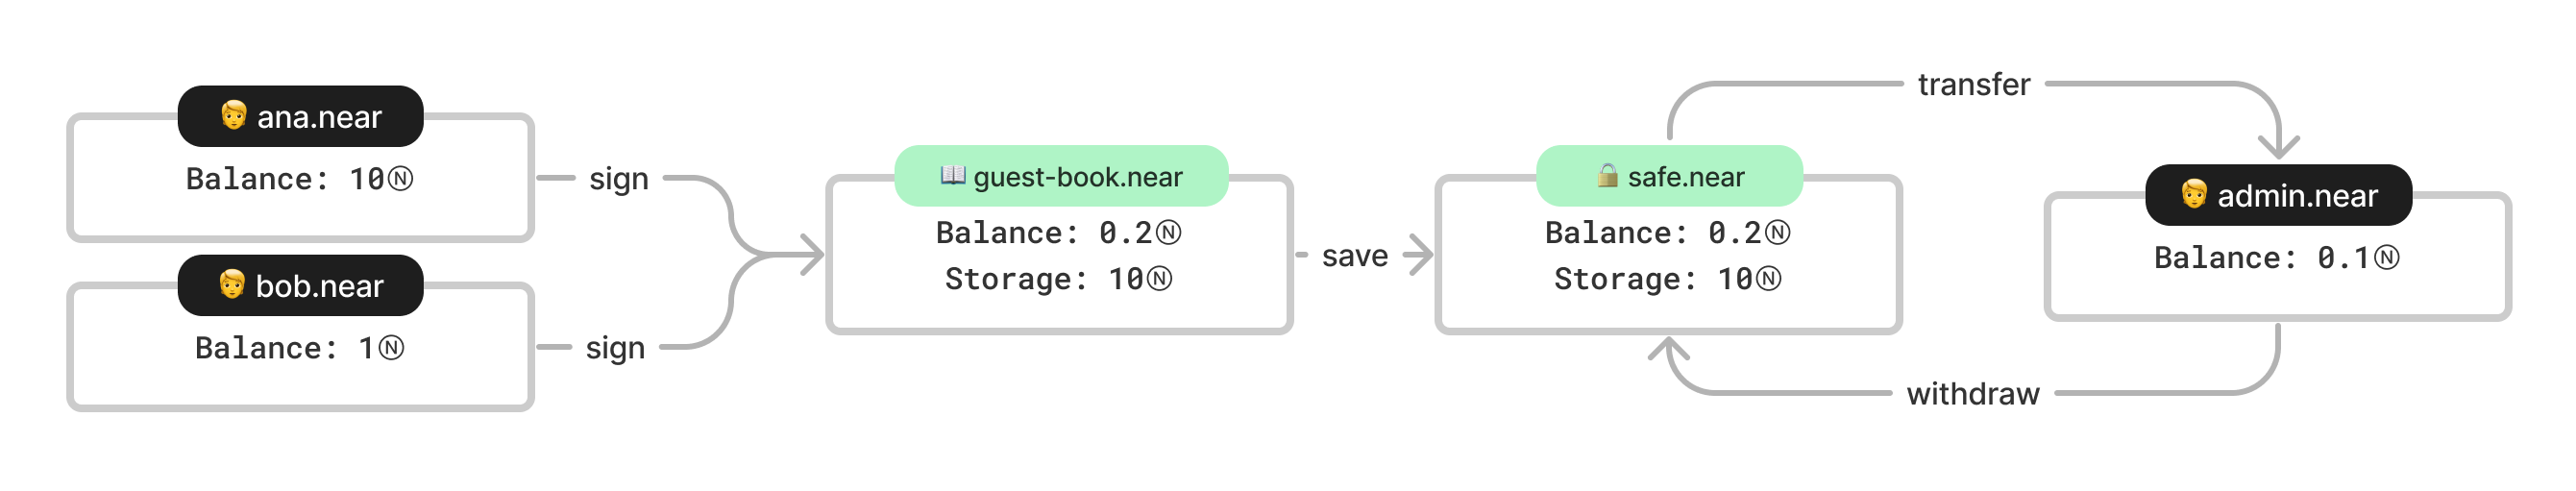 ana.near
Balance: 10Ⓝ
sign
bob.near
Balance: 1Ⓝ
sign
guest-book.near
Balance: 0.2Ⓝ
Storage: 10Ⓝ
save
safe.near
Balance: 0.2Ⓝ
Storage: 10Ⓝ
transfer
admin.near
Balance: 0.1Ⓝ
withdraw